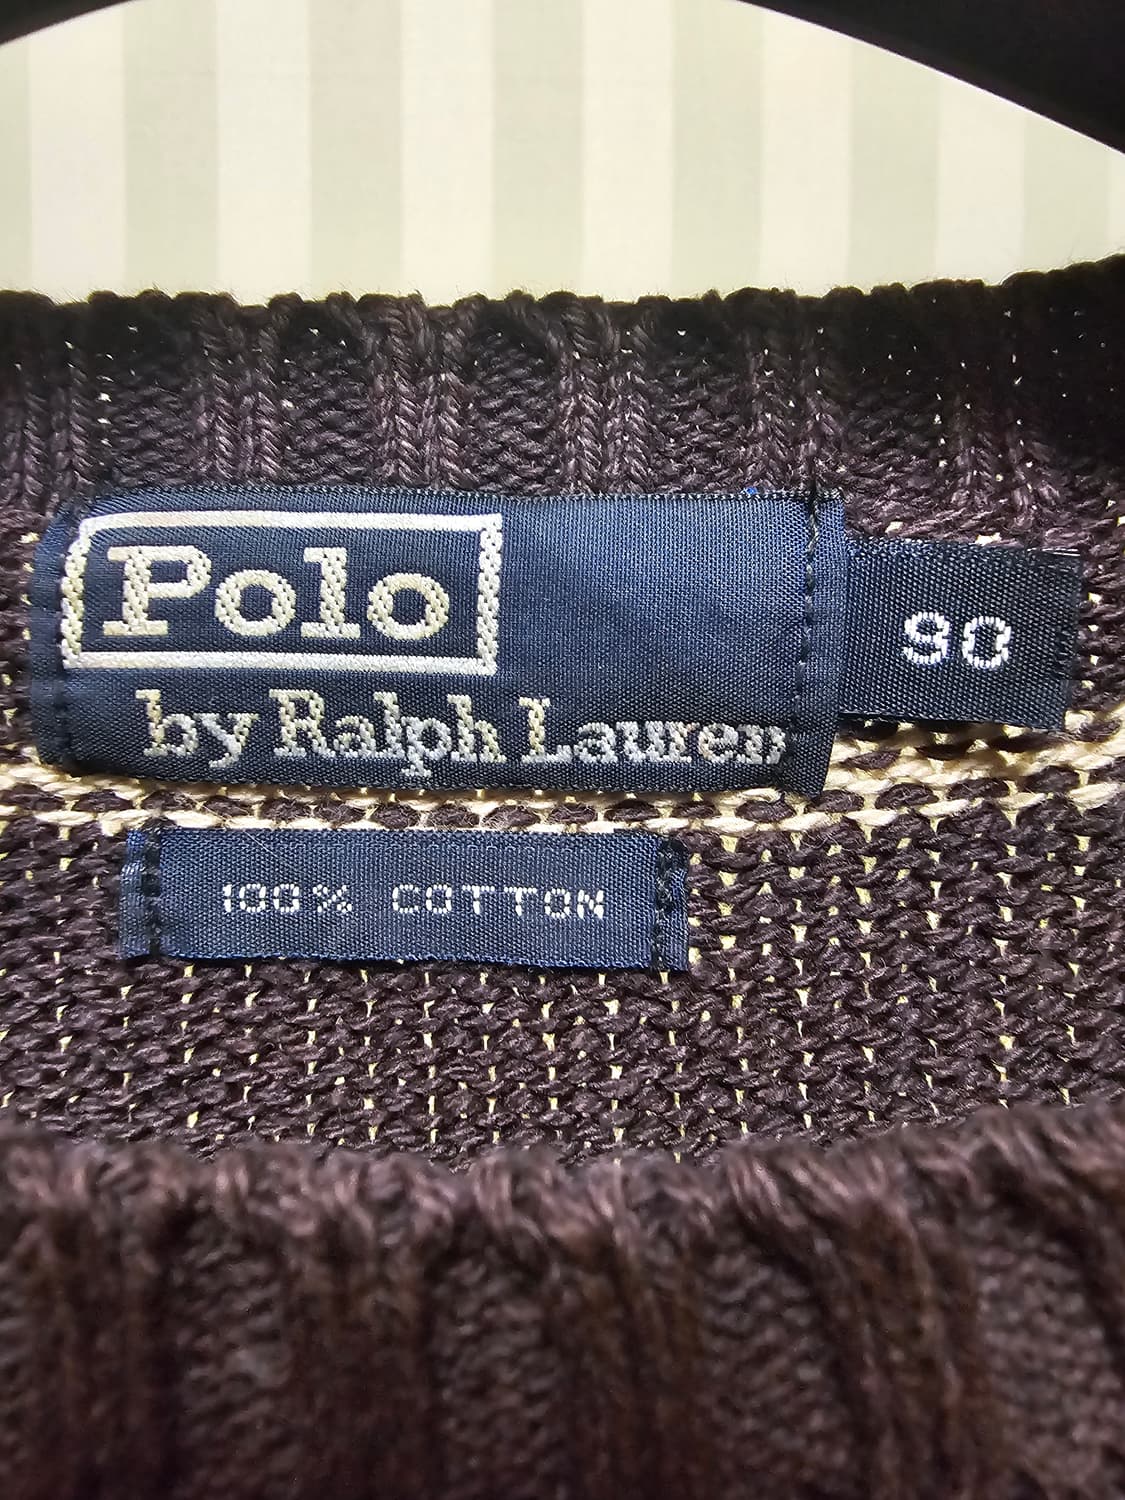 Polo
by Ralph Lauren
90
100% COTTON